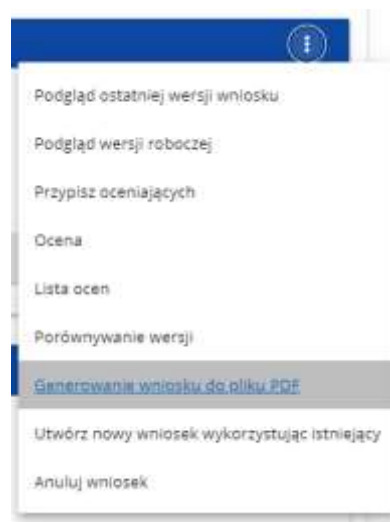 Podgląd ostatniej wersji wniosku
Podgląd wersji roboczej
Przypisz oceniających
Ocena
Lista ocen
Porównywanie wersji
Generowanie wniosku do pliku PDF
Utwórz nowy wniosek wykorzystując istniejący
Anuluj wniosek